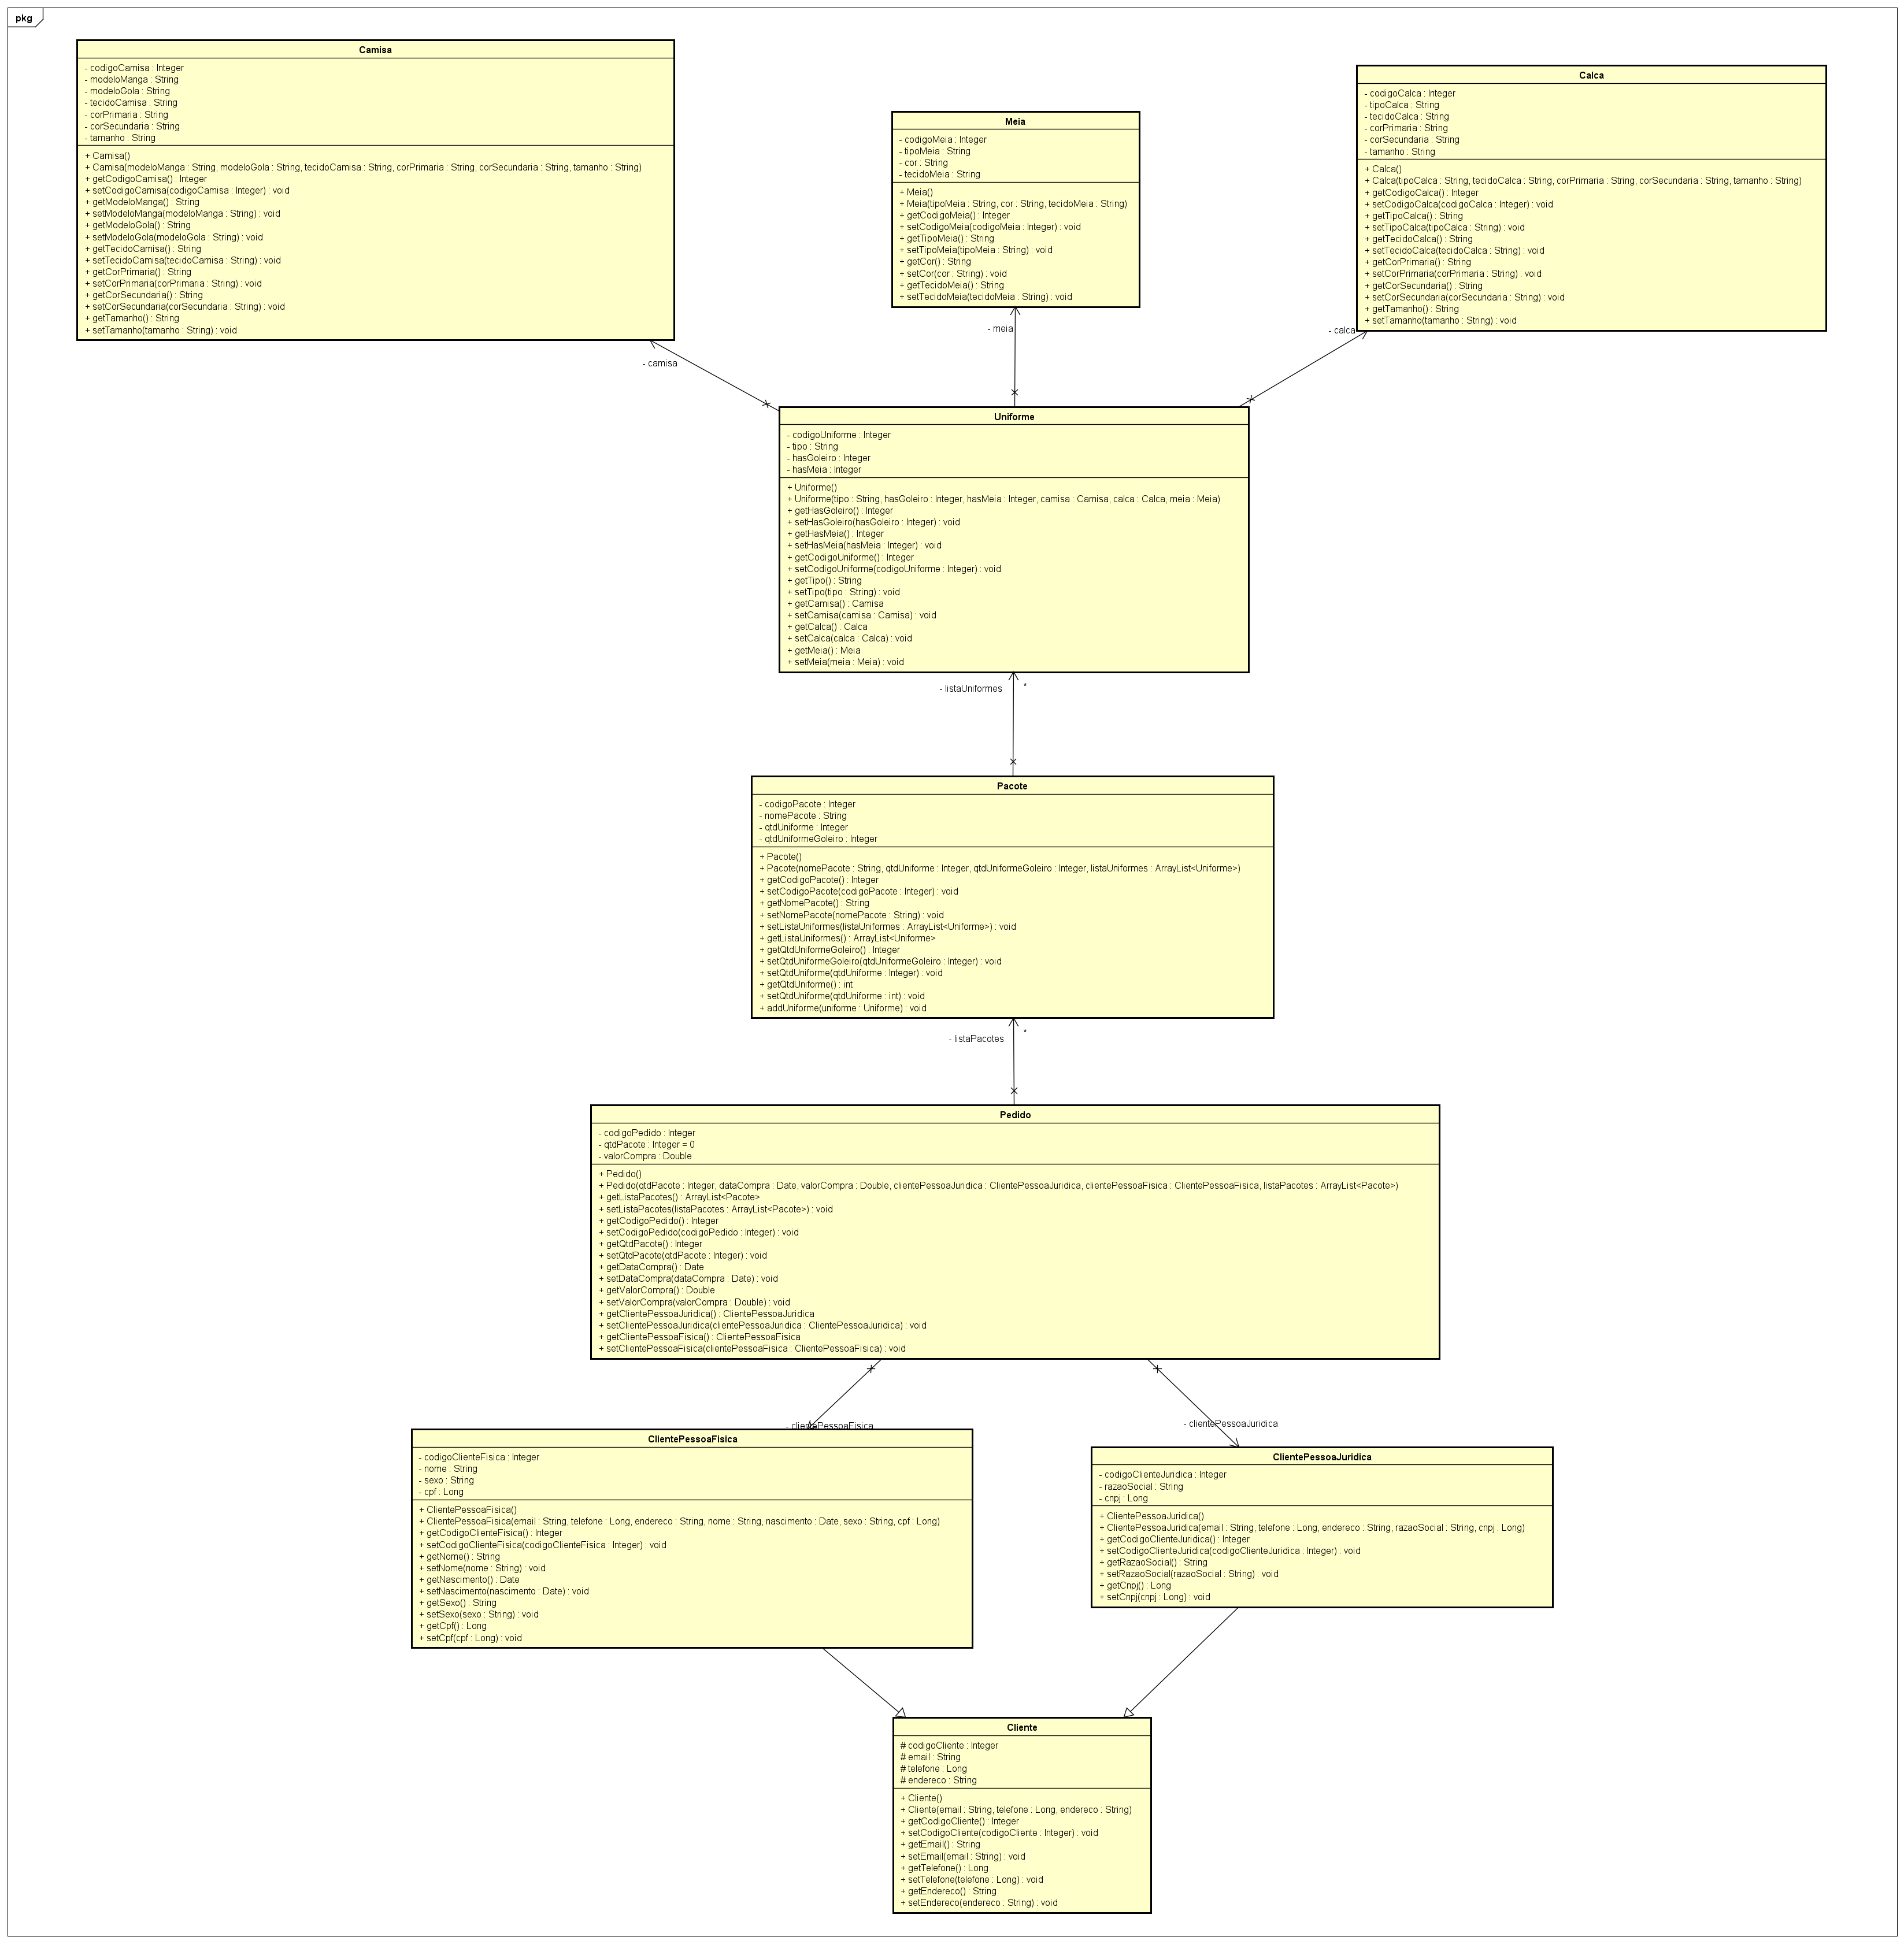 pkg
Camisa
- codigoCamisa : Integer
- modeloManga : String
- modeloGola : String
- tecidoCamisa : String
- corPrimaria : String
- corSecundaria : String
- tamanho : String
+ Camisa()
+ Camisa(modeloManga : String, modeloGola : String, tecidoCamisa : String, corPrimaria : String, corSecundaria : String, tamanho : String)
+ getCodigoCamisa() : Integer
+ setCodigoCamisa(codigoCamisa : Integer) : void
+ getModeloManga() : String
+ setModeloManga(modeloManga : String) : void
+ getModeloGola() : String
+ setModeloGola(modeloGola : String) : void
+ getTecidoCamisa() : String
+ setTecidoCamisa(tecidoCamisa : String) : void
+ getCorPrimaria() : String
+ setCorPrimaria(corPrimaria : String) : void
+ getCorSecundaria() : String
+ setCorSecundaria(corSecundaria : String) : void
+ getTamanho() : String
+ setTamanho(tamanho : String) : void
Meia
- codigoMeia : Integer
- tipoMeia : String
- cor : String
- tecidoMeia : String
+ Meia()
+ Meia(tipoMeia : String, cor : String, tecidoMeia : String)
+ getCodigoMeia() : Integer
+ setCodigoMeia(codigoMeia : Integer) : void
+ getTipoMeia() : String
+ setTipoMeia(tipoMeia : String) : void
+ getCor() : String
+ setCor(cor : String) : void
+ getTecidoMeia() : String
+ setTecidoMeia(tecidoMeia : String) : void
Calca
- codigoCalca : Integer
- tipoCalca : String
- tecidoCalca : String
- corPrimaria : String
- corSecundaria : String
- tamanho : String
+ Calca()
+ Calca(tipoCalca : String, tecidoCalca : String, corPrimaria : String, corSecundaria : String, tamanho : String)
+ getCodigoCalca() : Integer
+ setCodigoCalca(codigoCalca : Integer) : void
+ getTipoCalca() : String
+ setTipoCalca(tipoCalca : String) : void
+ getTecidoCalca() : String
+ setTecidoCalca(tecidoCalca : String) : void
+ getCorPrimaria() : String
+ setCorPrimaria(corPrimaria : String) : void
+ getCorSecundaria() : String
+ setCorSecundaria(corSecundaria : String) : void
+ getTamanho() : String
+ setTamanho(tamanho : String) : void
- camisa
- meia
- calca
Uniforme
- codigoUniforme : Integer
- tipo : String
- hasGoleiro : Integer
- hasMeia : Integer
+ Uniforme()
+ Uniforme(tipo : String, hasGoleiro : Integer, hasMeia : Integer, camisa : Camisa, calca : Calca, meia : Meia)
+ getHasGoleiro() : Integer
+ setHasGoleiro(hasGoleiro : Integer) : void
+ getHasMeia() : Integer
+ setHasMeia(hasMeia : Integer) : void
+ getCodigoUniforme() : Integer
+ setCodigoUniforme(codigoUniforme : Integer) : void
+ getTipo() : String
+ setTipo(tipo : String) : void
+ getCamisa() : Camisa
+ setCamisa(camisa : Camisa) : void
+ getCalca() : Calca
+ setCalca(calca : Calca) : void
+ getMeia() : Meia
+ setMeia(meia : Meia) : void
- listaUniformes *
Pacote
- codigoPacote : Integer
- nomePacote : String
- qtdUniforme : Integer
- qtdUniformeGoleiro : Integer
+ Pacote()
+ Pacote(nomePacote : String, qtdUniforme : Integer, qtdUniformeGoleiro : Integer, listaUniformes : ArrayList<Uniforme>)
+ getCodigoPacote() : Integer
+ setCodigoPacote(codigoPacote : Integer) : void
+ getNomePacote() : String
+ setNomePacote(nomePacote : String) : void
+ setListaUniformes(listaUniformes : ArrayList<Uniforme>) : void
+ getListaUniformes() : ArrayList<Uniforme>
+ getQtdUniformeGoleiro() : Integer
+ setQtdUniformeGoleiro(qtdUniformeGoleiro : Integer) : void
+ setQtdUniforme(qtdUniforme : Integer) : void
+ getQtdUniforme() : int
+ setQtdUniforme(qtdUniforme : int) : void
+ addUniforme(uniforme : Uniforme) : void
- listaPacotes *
Pedido
- codigoPedido : Integer
- qtdPacote : Integer = 0
- valorCompra : Double
+ Pedido()
+ Pedido(qtdPacote : Integer, dataCompra : Date, valorCompra : Double, clientePessoaJuridica : ClientePessoaJuridica, clientePessoaFisica : ClientePessoaFisica, listaPacotes : ArrayList<Pacote>)
+ getListaPacotes() : ArrayList<Pacote>
+ setListaPacotes(listaPacotes : ArrayList<Pacote>) : void
+ getCodigoPedido() : Integer
+ setCodigoPedido(codigoPedido : Integer) : void
+ getQtdPacote() : Integer
+ setQtdPacote(qtdPacote : Integer) : void
+ getDataCompra() : Date
+ setDataCompra(dataCompra : Date) : void
+ getValorCompra() : Double
+ setValorCompra(valorCompra : Double) : void
+ getClientePessoaJuridica() : ClientePessoaJuridica
+ setClientePessoaJuridica(clientePessoaJuridica : ClientePessoaJuridica) : void
+ getClientePessoaFisica() : ClientePessoaFisica
+ setClientePessoaFisica(clientePessoaFisica : ClientePessoaFisica) : void
- clientePessoaFisica
- clientePessoaJuridica
ClientePessoaFisica
- codigoClienteFisica : Integer
- nome : String
- sexo : String
- cpf : Long
+ ClientePessoaFisica()
+ ClientePessoaFisica(email : String, telefone : Long, endereco : String, nome : String, nascimento : Date, sexo : String, cpf : Long)
+ getCodigoClienteFisica() : Integer
+ setCodigoClienteFisica(codigoClienteFisica : Integer) : void
+ getNome() : String
+ setNome(nome : String) : void
+ getNascimento() : Date
+ setNascimento(nascimento : Date) : void
+ getSexo() : String
+ setSexo(sexo : String) : void
+ getCpf() : Long
+ setCpf(cpf : Long) : void
ClientePessoaJuridica
- codigoClienteJuridica : Integer
- razaoSocial : String
- cnpj : Long
+ ClientePessoaJuridica()
+ ClientePessoaJuridica(email : String, telefone : Long, endereco : String, razaoSocial : String, cnpj : Long)
+ getCodigoClienteJuridica() : Integer
+ setCodigoClienteJuridica(codigoClienteJuridica : Integer) : void
+ getRazaoSocial() : String
+ setRazaoSocial(razaoSocial : String) : void
+ getCnpj() : Long
+ setCnpj(cnpj : Long) : void
Cliente
# codigoCliente : Integer
# email : String
# telefone : Long
# endereco : String
+ Cliente()
+ Cliente(email : String, telefone : Long, endereco : String)
+ getCodigoCliente() : Integer
+ setCodigoCliente(codigoCliente : Integer) : void
+ getEmail() : String
+ setEmail(email : String) : void
+ getTelefone() : Long
+ setTelefone(telefone : Long) : void
+ getEndereco() : String
+ setEndereco(endereco : String) : void